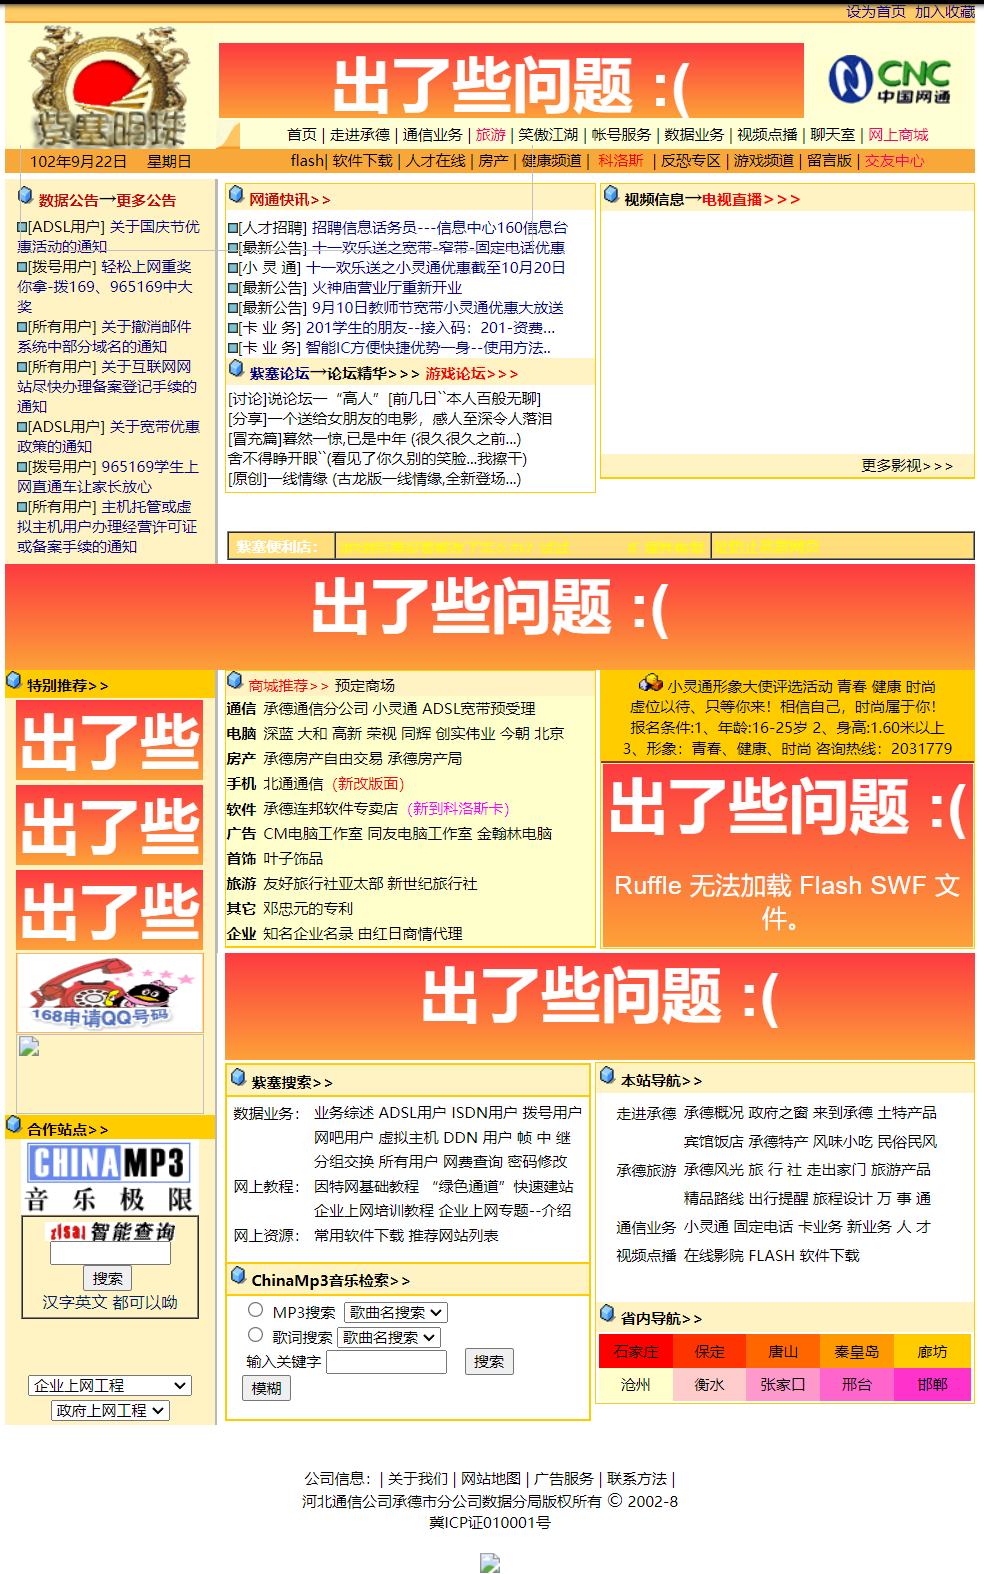 设为首页 加入收藏
紫塞明珠
出了些问题 :(
CNC
中国网通
首页 | 走进承德 | 通信业务 | 旅游 | 笑傲江湖 | 帐号服务 | 数据业务 | 视频点播 | 聊天室 | 网上商城
102年9月22日 星期日
flash| 软件下载 | 人才在线 | 房产 | 健康频道 | 科洛斯 | 反恐专区 | 游戏频道 | 留言版 | 交友中心
数据公告→更多公告
[ADSL用户] 关于国庆节优
惠活动的通知
[拨号用户] 轻松上网重奖
你拿-拨169、965169中大
奖
[所有用户] 关于撤消邮件
系统中部分域名的通知
[所有用户] 关于互联网网
站尽快办理备案登记手续的
通知
[ADSL用户] 关于宽带优惠
政策的通知
[拨号用户] 965169学生上
网直通车让家长放心
[所有用户] 主机托管或虚
拟主机用户办理经营许可证
或备案手续的通知
网通快讯>>
[人才招聘] 招聘信息话务员---信息中心160信息台
[最新公告] 十一欢乐送之宽带-窄带-固定电话优惠
[小 灵 通] 十一欢乐送之小灵通优惠截至10月20日
[最新公告] 火神庙营业厅重新开业
[最新公告] 9月10日教师节宽带小灵通优惠大放送
[卡 业 务] 201学生的朋友--接入码：201-资费...
[卡 业 务] 智能IC方便快捷优势一身--使用方法..
紫塞论坛→论坛精华>>> 游戏论坛>>>
[讨论]说论坛一“高人”[前几日``本人百般无聊]
[分享]一个送给女朋友的电影，感人至深令人落泪
[冒充篇]暮然一惊,已是中年 (很久很久之前...)
舍不得睁开眼``(看见了你久别的笑脸...我擦干)
[原创]一线情缘 (古龙版一线情缘,全新登场...)
视频信息→电视直播>>>
更多影视>>>
紫塞便利店：
出了些问题 :(
特别推荐>>
出了些
出了些
出了些
168申请QQ号码
合作站点>>
CHINAMP3
音乐极限
zisai 智能查询
搜索
汉字英文 都可以呦
企业上网工程
政府上网工程
商城推荐>> 预定商场
通信 承德通信分公司 小灵通 ADSL宽带预受理
电脑 深蓝 大和 高新 荣视 同辉 创实伟业 今朝 北京
房产 承德房产自由交易 承德房产局
手机 北通通信（新改版面）
软件 承德连邦软件专卖店（新到科洛斯卡）
广告 CM电脑工作室 同友电脑工作室 金翰林电脑
首饰 叶子饰品
旅游 友好旅行社亚太部 新世纪旅行社
其它 邓忠元的专利
企业 知名企业名录 由红日商情代理
小灵通形象大使评选活动 青春 健康 时尚
虚位以待、只等你来！相信自己，时尚属于你！
报名条件:1、年龄:16-25岁 2、身高:1.60米以上
3、形象：青春、健康、时尚 咨询热线：2031779
出了些问题 :(
Ruffle 无法加载 Flash SWF 文
件。
出了些问题 :(
紫塞搜索>>
数据业务： 业务综述 ADSL用户 ISDN用户 拨号用户
网吧用户 虚拟主机 DDN 用户 帧 中 继
分组交换 所有用户 网费查询 密码修改
网上教程： 因特网基础教程 “绿色通道”快速建站
企业上网培训教程 企业上网专题--介绍
网上资源： 常用软件下载 推荐网站列表
ChinaMp3音乐检索>>
MP3搜索 歌曲名搜索
歌词搜索 歌曲名搜索
输入关键字 搜索
模糊
本站导航>>
走进承德 承德概况 政府之窗 来到承德 土特产品
宾馆饭店 承德特产 风味小吃 民俗民风
承德旅游 承德风光 旅 行 社 走出家门 旅游产品
精品路线 出行提醒 旅程设计 万 事 通
通信业务 小灵通 固定电话 卡业务 新业务 人 才
视频点播 在线影院 FLASH 软件下载
省内导航>>
石家庄 保定 唐山 秦皇岛 廊坊
沧州 衡水 张家口 邢台 邯郸
公司信息：| 关于我们 | 网站地图 | 广告服务 | 联系方法 |
河北通信公司承德市分公司数据分局版权所有 © 2002-8
冀ICP证010001号